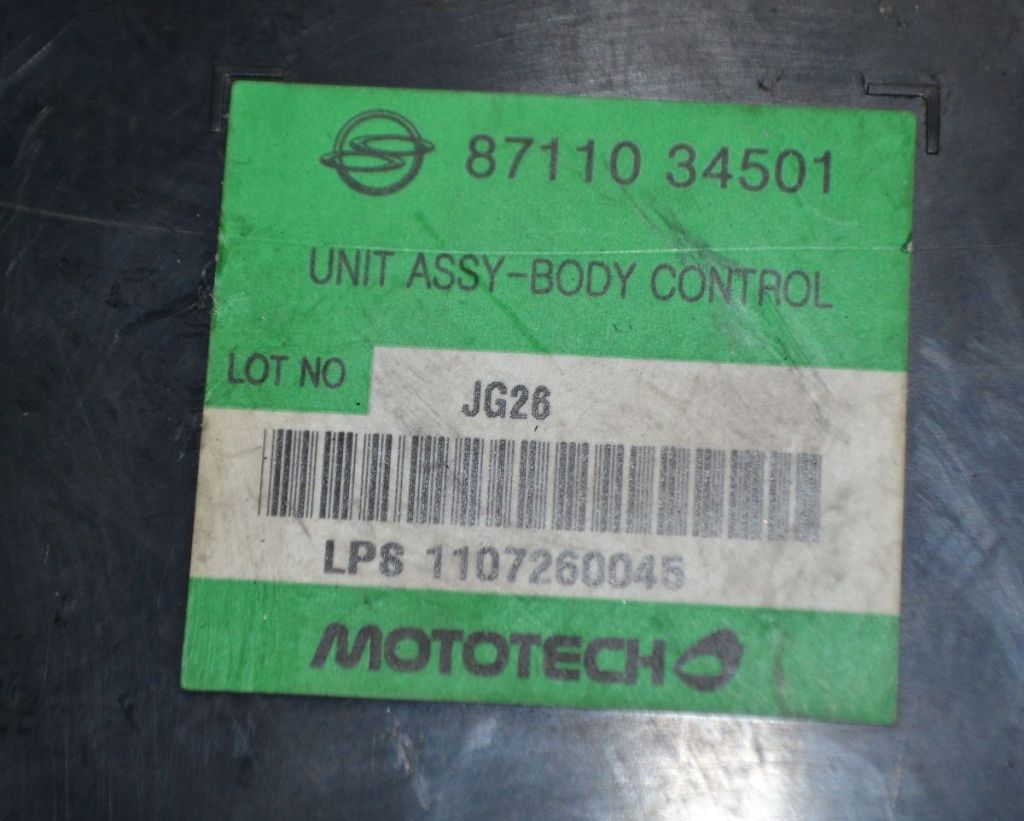 87110 34501
UNIT ASSY-BODY CONTROL
LOT NO
JG26
LPS 1107260045
MOTOTECH